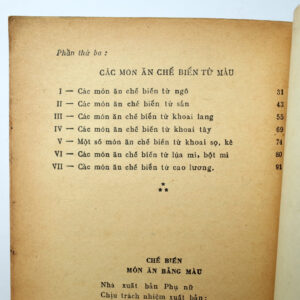 Phần thứ ba :
CÁC MÓN ĂN CHẾ BIẾN TỪ MÀU
I — Các món ăn chế biến từ ngô 31
II — Các món ăn chế biến từ sắn 43
III — Các món ăn chế biến từ khoai lang 55
IV — Các món ăn chế biến từ khoai tây 69
V — Một số món ăn chế biến từ khoai sọ, kê 74
VI — Các món ăn chế biến từ lúa mì, bột mì 80
VII — Các món ăn chế biến từ cao lương. 91
*
**
CHẾ BIẾN
MÓN ĂN BẰNG MÀU
Nhà xuất bản Phụ nữ
Chịu trách nhiệm xuất bản: